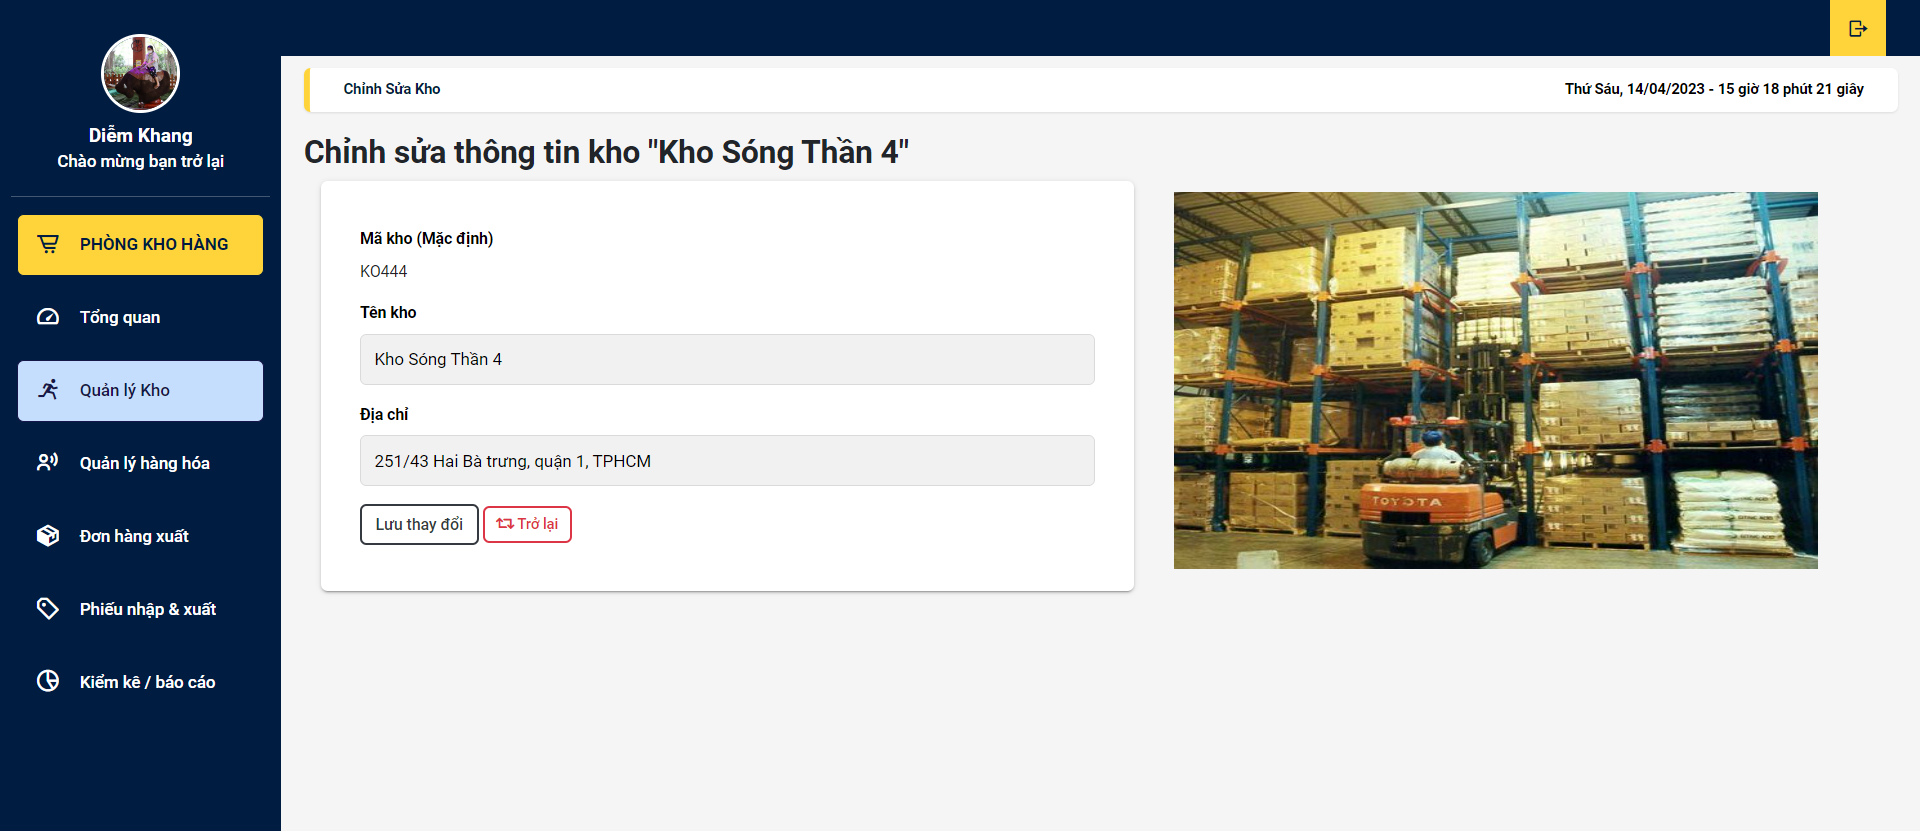 Diễm Khang
Chào mừng bạn trở lại
PHÒNG KHO HÀNG
Tổng quan
Quản lý Kho
Quản lý hàng hóa
Đơn hàng xuất
Phiếu nhập & xuất
Kiểm kê / báo cáo
Chỉnh Sửa Kho
Thứ Sáu, 14/04/2023 - 15 giờ 18 phút 21 giây
Chỉnh sửa thông tin kho "Kho Sóng Thần 4"
Mã kho (Mặc định)
KO444
Tên kho
Kho Sóng Thần 4
Địa chỉ
251/43 Hai Bà trưng, quận 1, TPHCM
Lưu thay đổi
Trở lại
TOYOTA